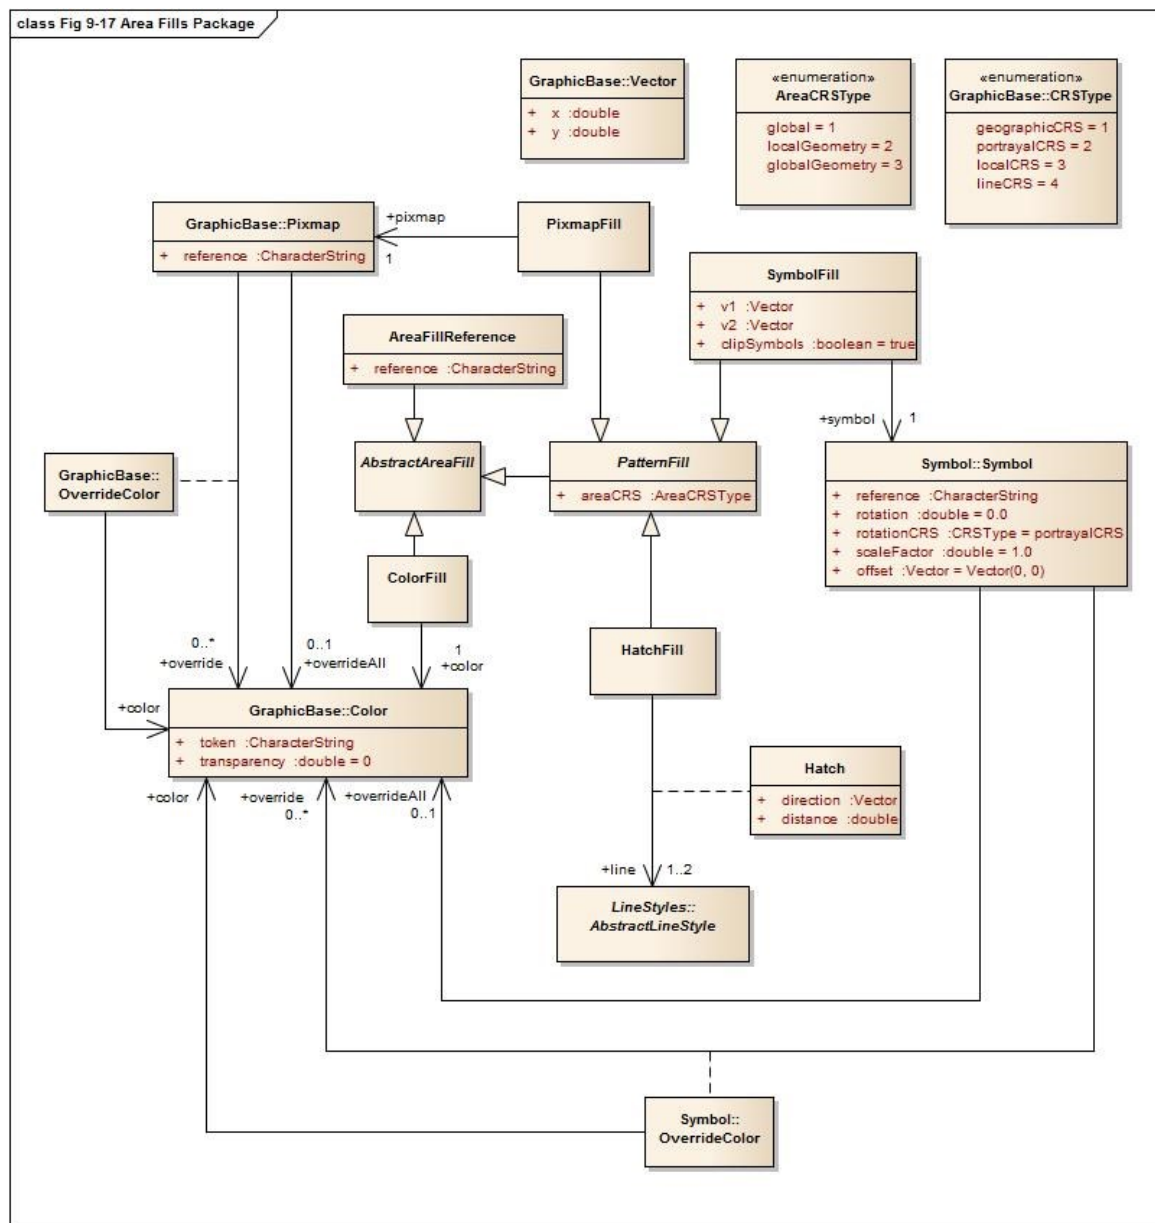 class Fig 9-17 Area Fills Package
GraphicBase::Vector
+ x :double
+ y :double
«enumeration»
AreaCRSType
global = 1
localGeometry = 2
globalGeometry = 3
«enumeration»
GraphicBase::CRSType
geographicCRS = 1
portrayalCRS = 2
localCRS = 3
lineCRS = 4
GraphicBase::Pixmap
+ reference :CharacterString
+pixmap
1
PixmapFill
SymbolFill
+ v1 :Vector
+ v2 :Vector
+ clipSymbols :boolean = true
AreaFillReference
+ reference :CharacterString
+symbol
1
GraphicBase::
OverrideColor
AbstractAreaFill
PatternFill
+ areaCRS :AreaCRSType
Symbol::Symbol
+ reference :CharacterString
+ rotation :double = 0.0
+ rotationCRS :CRSType = portrayalCRS
+ scaleFactor :double = 1.0
+ offset :Vector = Vector(0, 0)
ColorFill
HatchFill
0..*
+override
0..1
+overrideAll
1
+color
+color
GraphicBase::Color
+ token :CharacterString
+ transparency :double = 0
Hatch
+ direction :Vector
+ distance :double
+color
+override
0..*
+overrideAll
0..1
+line
1..2
LineStyles::
AbstractLineStyle
Symbol::
OverrideColor